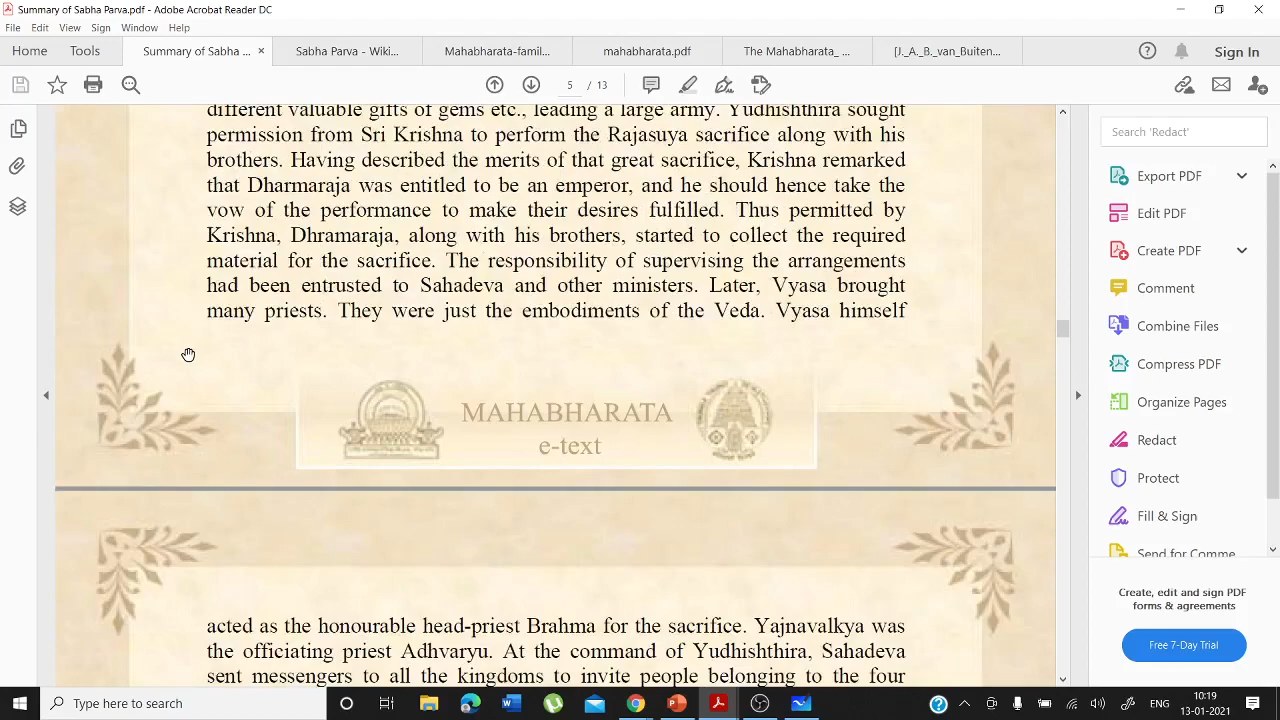 Summary of Sabha Parva.pdf - Adobe Acrobat Reader DC
File Edit View Sign Window Help
Home Tools Summary of Sabha ... × Sabha Parva - Wiki... Mahabharata-famil... mahabharata.pdf The Mahabharata_ ... [J._A._B._van_Buiten... Sign In
5 / 13
different valuable gifts of gems etc., leading a large army. Yudhishthira sought
permission from Sri Krishna to perform the Rajasuya sacrifice along with his
brothers. Having described the merits of that great sacrifice, Krishna remarked
that Dharmaraja was entitled to be an emperor, and he should hence take the
vow of the performance to make their desires fulfilled. Thus permitted by
Krishna, Dhramaraja, along with his brothers, started to collect the required
material for the sacrifice. The responsibility of supervising the arrangements
had been entrusted to Sahadeva and other ministers. Later, Vyasa brought
many priests. They were just the embodiments of the Veda. Vyasa himself
MAHABHARATA
e-text
acted as the honourable head-priest Brahma for the sacrifice. Yajnavalkya was
the officiating priest Adhvaryu. At the command of Yudhishthira, Sahadeva
sent messengers to all the kingdoms to invite people belonging to the four
Search 'Redact'
Export PDF
Edit PDF
Create PDF
Comment
Combine Files
Compress PDF
Organize Pages
Redact
Protect
Fill & Sign
Send for Comme
Create, edit and sign PDF
forms & agreements
Free 7-Day Trial
Type here to search
ENG
10:19
13-01-2021